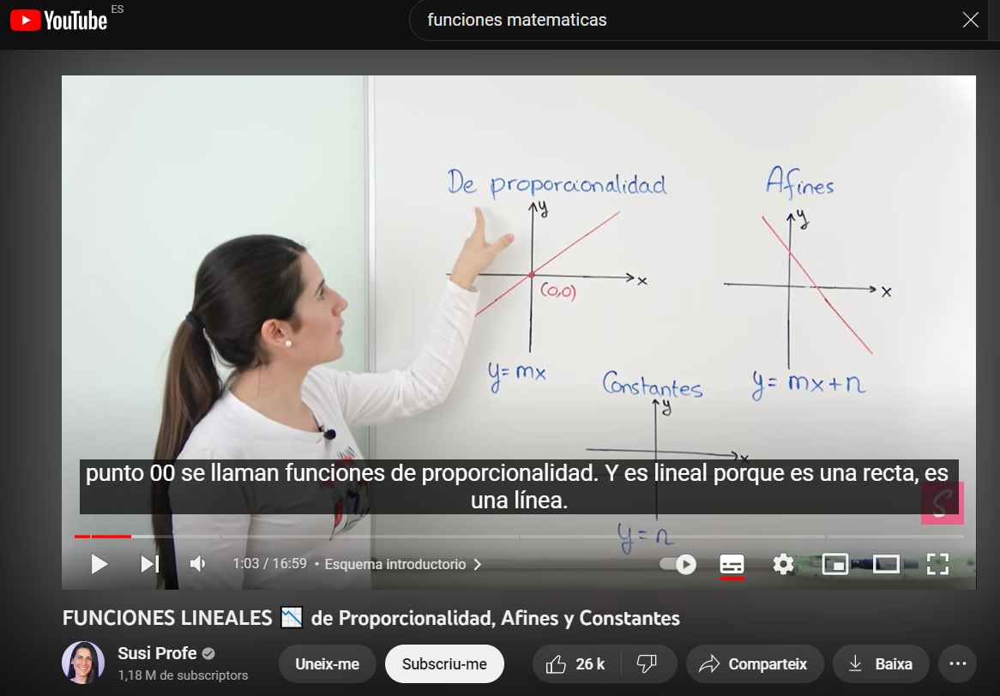 YouTube ES
funciones matematicas
De proporcionalidad
Afines
y
y
x
(0,0)
x
y=mx
Constantes
y= mx+n
y
x
punto 00 se llaman funciones de proporcionalidad. Y es lineal porque es una recta, es
una línea.
S
y=n
1:03 / 16:59 • Esquema introductorio
FUNCIONES LINEALES 📉 de Proporcionalidad, Afines y Constantes
Susi Profe
1,18 M de subscriptors
Uneix-me
Subscriu-me
26 k
Comparteix
Baixa